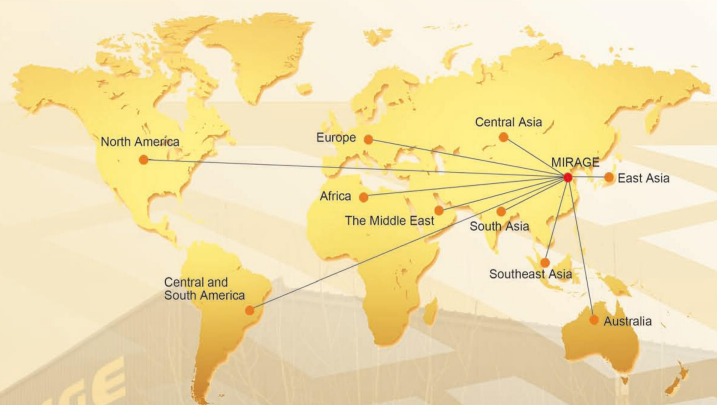 North America
Europe
Central Asia
MIRAGE
East Asia
Africa
The Middle East
South Asia
Southeast Asia
Central and
South America
Australia